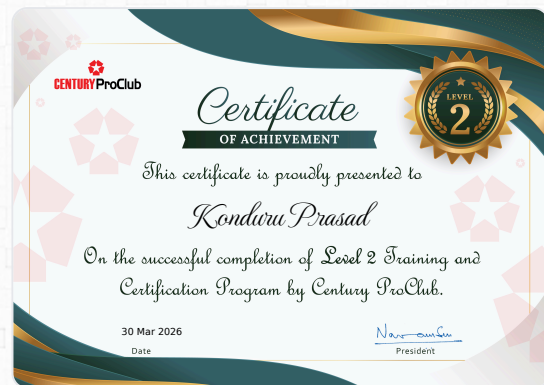 CENTURY ProClub
Certificate
OF ACHIEVEMENT
LEVEL
2
This certificate is proudly presented to
Konduru Prasad
On the successful completion of Level 2 Training and
Certification Program by Century ProClub.
30 Mar 2026
Date
President